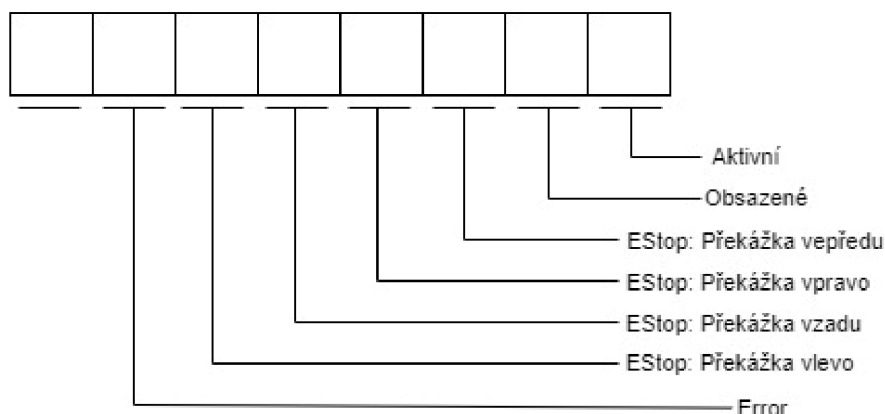 Aktivní
Obsazené
EStop: Překážka vepředu
EStop: Překážka vpravo
EStop: Překážka vzadu
EStop: Překážka vlevo
Error